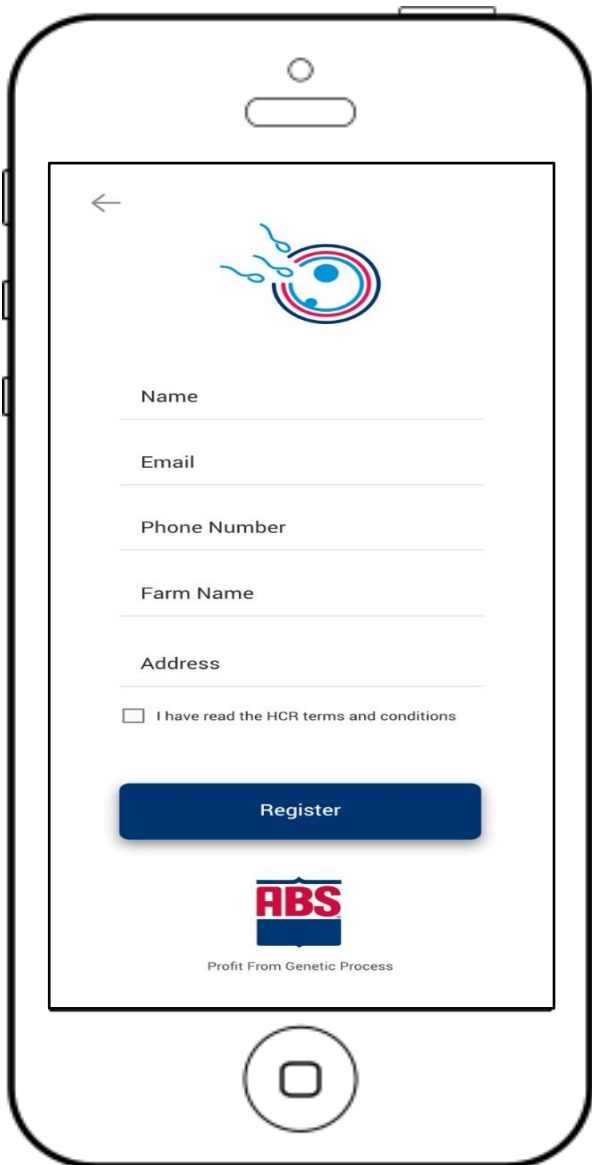 Name
Email
Phone Number
Farm Name
Address
I have read the HCR terms and conditions
Register
ABS
Profit From Genetic Process